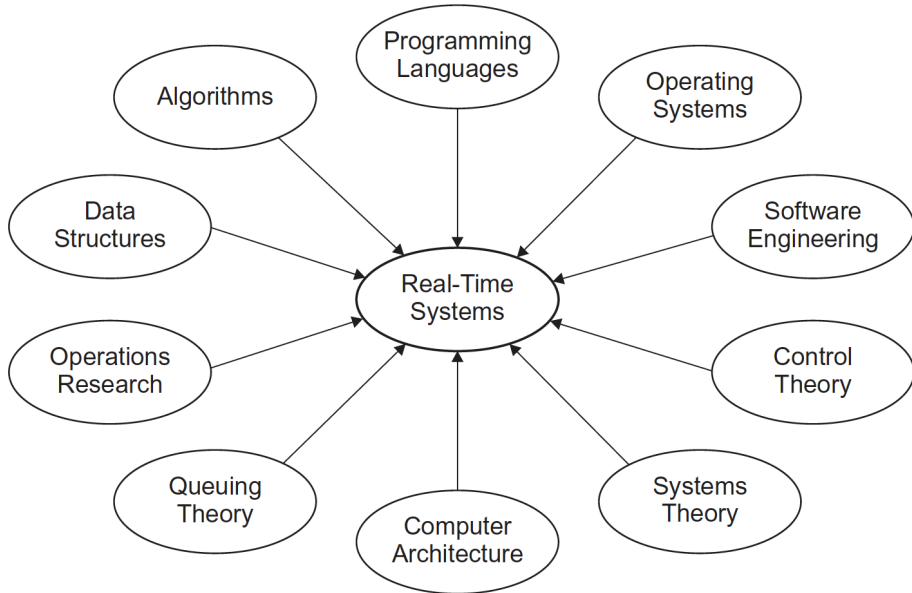 Programming
Languages
Algorithms
Operating
Systems
Data
Structures
Software
Engineering
Real-Time
Systems
Operations
Research
Control
Theory
Queuing
Theory
Systems
Theory
Computer
Architecture